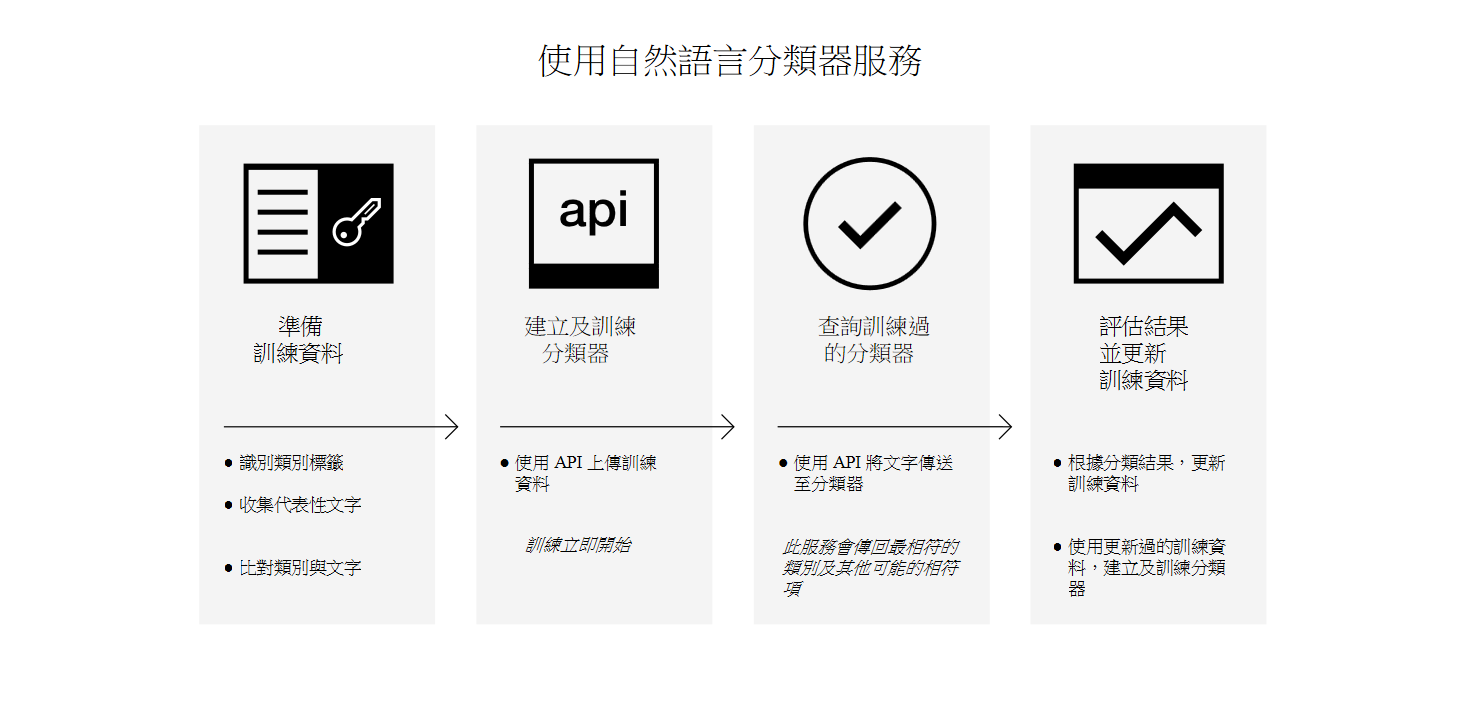 使用自然語言分類器服務
api
準備
訓練資料
● 識別類別標籤
● 收集代表性文字
● 比對類別與文字
建立及訓練
分類器
● 使用 API 上傳訓練
資料
訓練立即開始
查詢訓練過
的分類器
● 使用 API 將文字傳送
至分類器
此服務會傳回最相符的
類別及其他可能的相符
項
評估結果
並更新
訓練資料
● 根據分類結果，更新
訓練資料
● 使用更新過的訓練資
料，建立及訓練分類
器